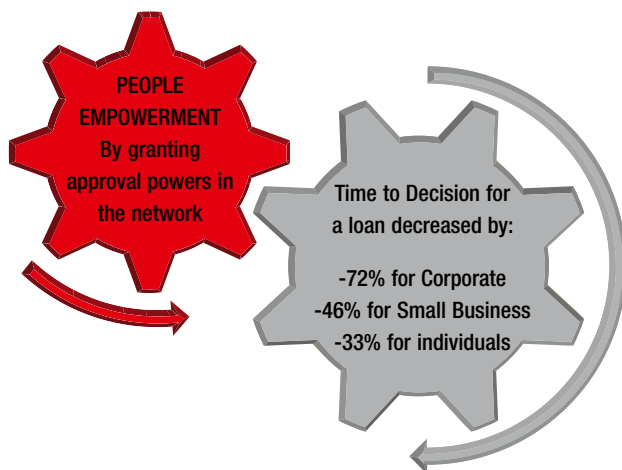 PEOPLE
EMPOWERMENT
By granting
approval powers in
the network
Time to Decision for
a loan decreased by:
-72% for Corporate
-46% for Small Business
-33% for individuals